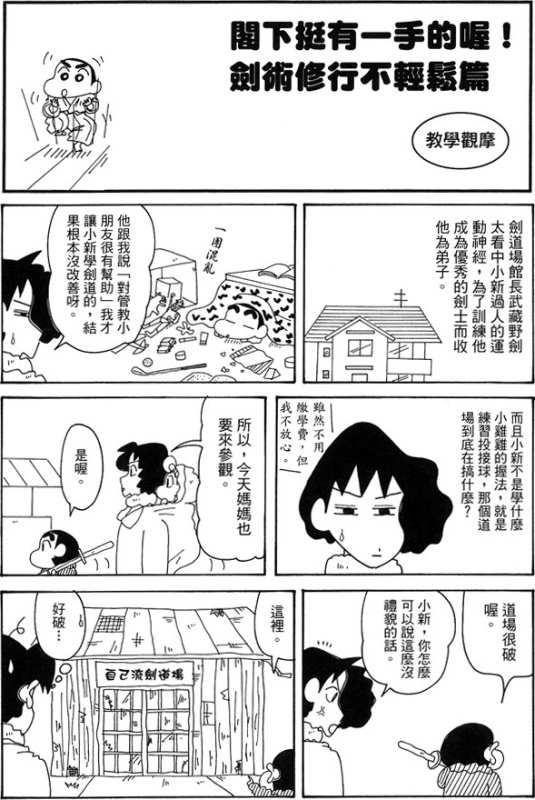 閣下挺有一手的喔！
劍術修行不輕鬆篇
教學觀摩
劍道場館長武藏野劍
太看中小新過人的運
動神經，為了訓練他
成為優秀的劍士而收
他為弟子。
一團混亂
他跟我說「對管教小
朋友很有幫助」我才
讓小新學劍道的，結
果根本沒改善呀。
而且小新不是學什麼
小雞雞的握法，就是
練習投接球，那個道
場到底在搞什麼？
雖然不用
繳學費，但
我不放心。
所以，今天媽媽也
要來參觀。
是喔。
道場很破
喔。
小新，你怎麼
可以說這麼沒
禮貌的話。
這裡。
自己流劍道場
好破…